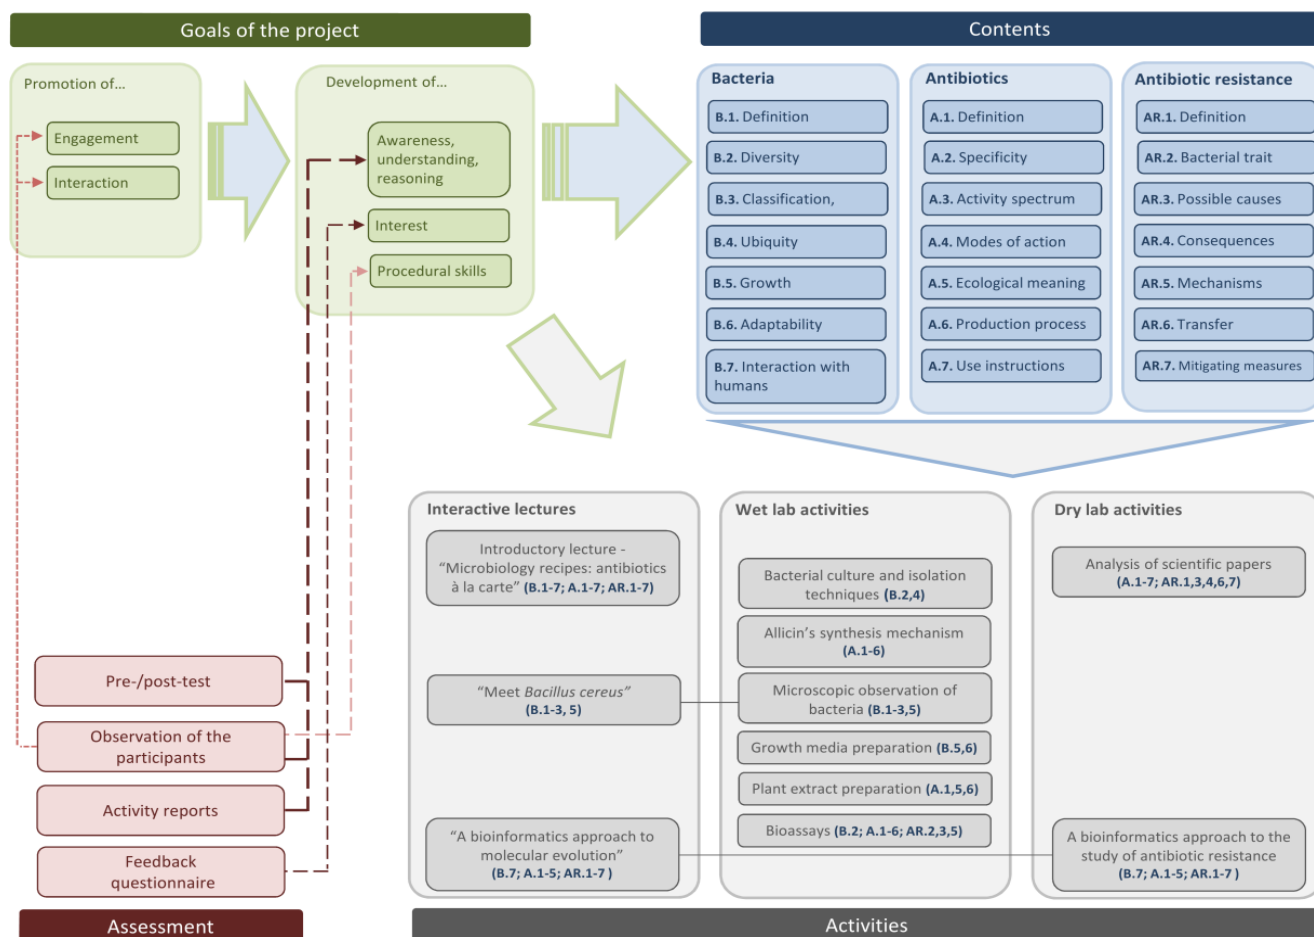 Goals of the project
Promotion of...
Engagement
Interaction
Development of...
Awareness,
understanding,
reasoning
Interest
Procedural skills
Contents
Bacteria
B.1. Definition
B.2. Diversity
B.3. Classification,
B.4. Ubiquity
B.5. Growth
B.6. Adaptability
B.7. Interaction with
humans
Antibiotics
A.1. Definition
A.2. Specificity
A.3. Activity spectrum
A.4. Modes of action
A.5. Ecological meaning
A.6. Production process
A.7. Use instructions
Antibiotic resistance
AR.1. Definition
AR.2. Bacterial trait
AR.3. Possible causes
AR.4. Consequences
AR.5. Mechanisms
AR.6. Transfer
AR.7. Mitigating measures
Interactive lectures
Introductory lecture -
“Microbiology recipes: antibiotics
à la carte” (B.1-7; A.1-7; AR.1-7)
“Meet Bacillus cereus”
(B.1-3, 5)
“A bioinformatics approach to
molecular evolution”
(B.7; A.1-5; AR.1-7 )
Wet lab activities
Bacterial culture and isolation
techniques (B.2,4)
Allicin’s synthesis mechanism
(A.1-6)
Microscopic observation of
bacteria (B.1-3,5)
Growth media preparation (B.5,6)
Plant extract preparation (A.1,5,6)
Bioassays (B.2; A.1-6; AR.2,3,5)
Dry lab activities
Analysis of scientific papers
(A.1-7; AR.1,3,4,6,7)
A bioinformatics approach to the
study of antibiotic resistance
(B.7; A.1-5; AR.1-7 )
Activities
Pre-/post-test
Observation of the
participants
Activity reports
Feedback
questionnaire
Assessment